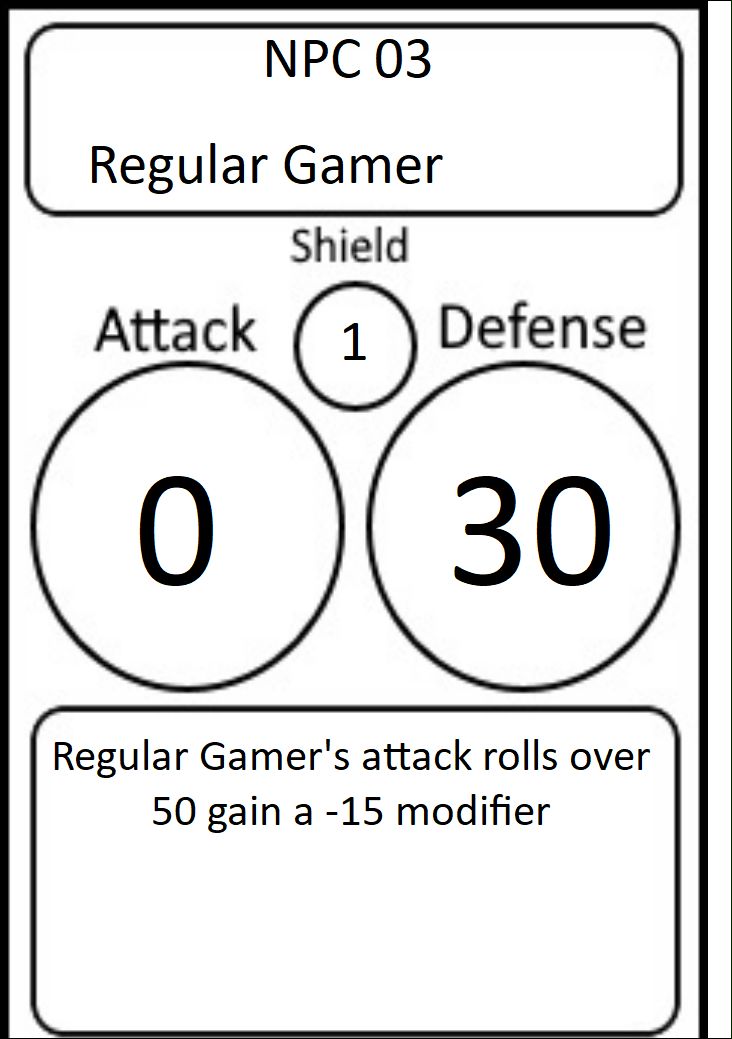 NPC 03
Regular Gamer
Shield
Attack
1
Defense
0
30
Regular Gamer's attack rolls over
50 gain a -15 modifier